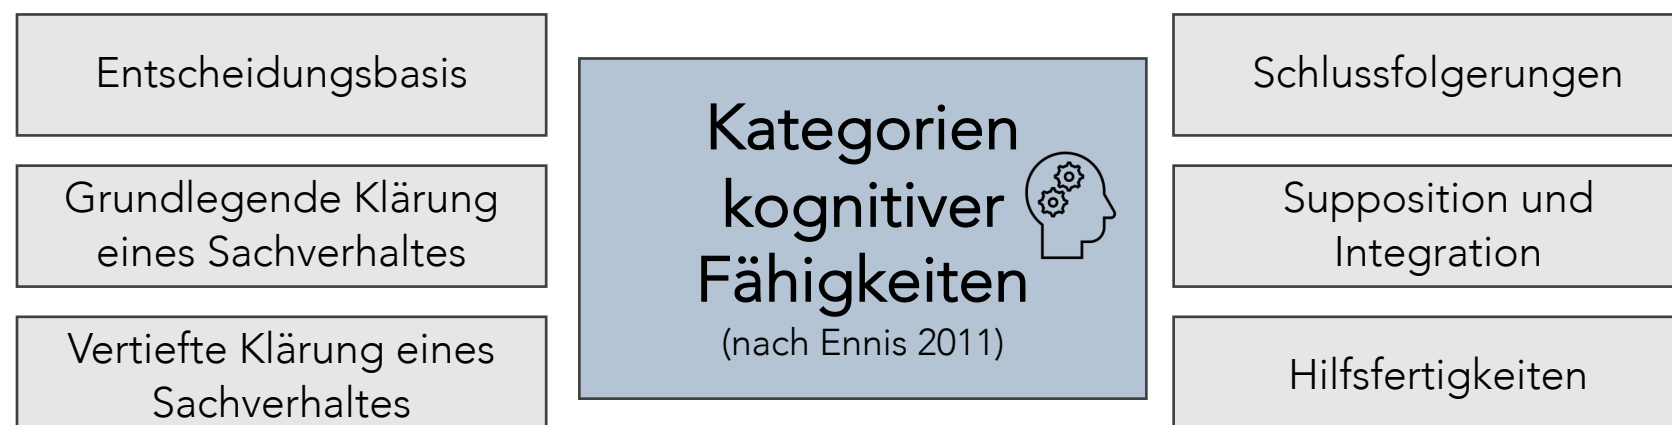 Entscheidungsbasis
Grundlegende Klärung
eines Sachverhaltes
Vertiefte Klärung eines
Sachverhaltes
Kategorien
kognitiver
Fähigkeiten
(nach Ennis 2011)
Schlussfolgerungen
Supposition und
Integration
Hilfsfertigkeiten